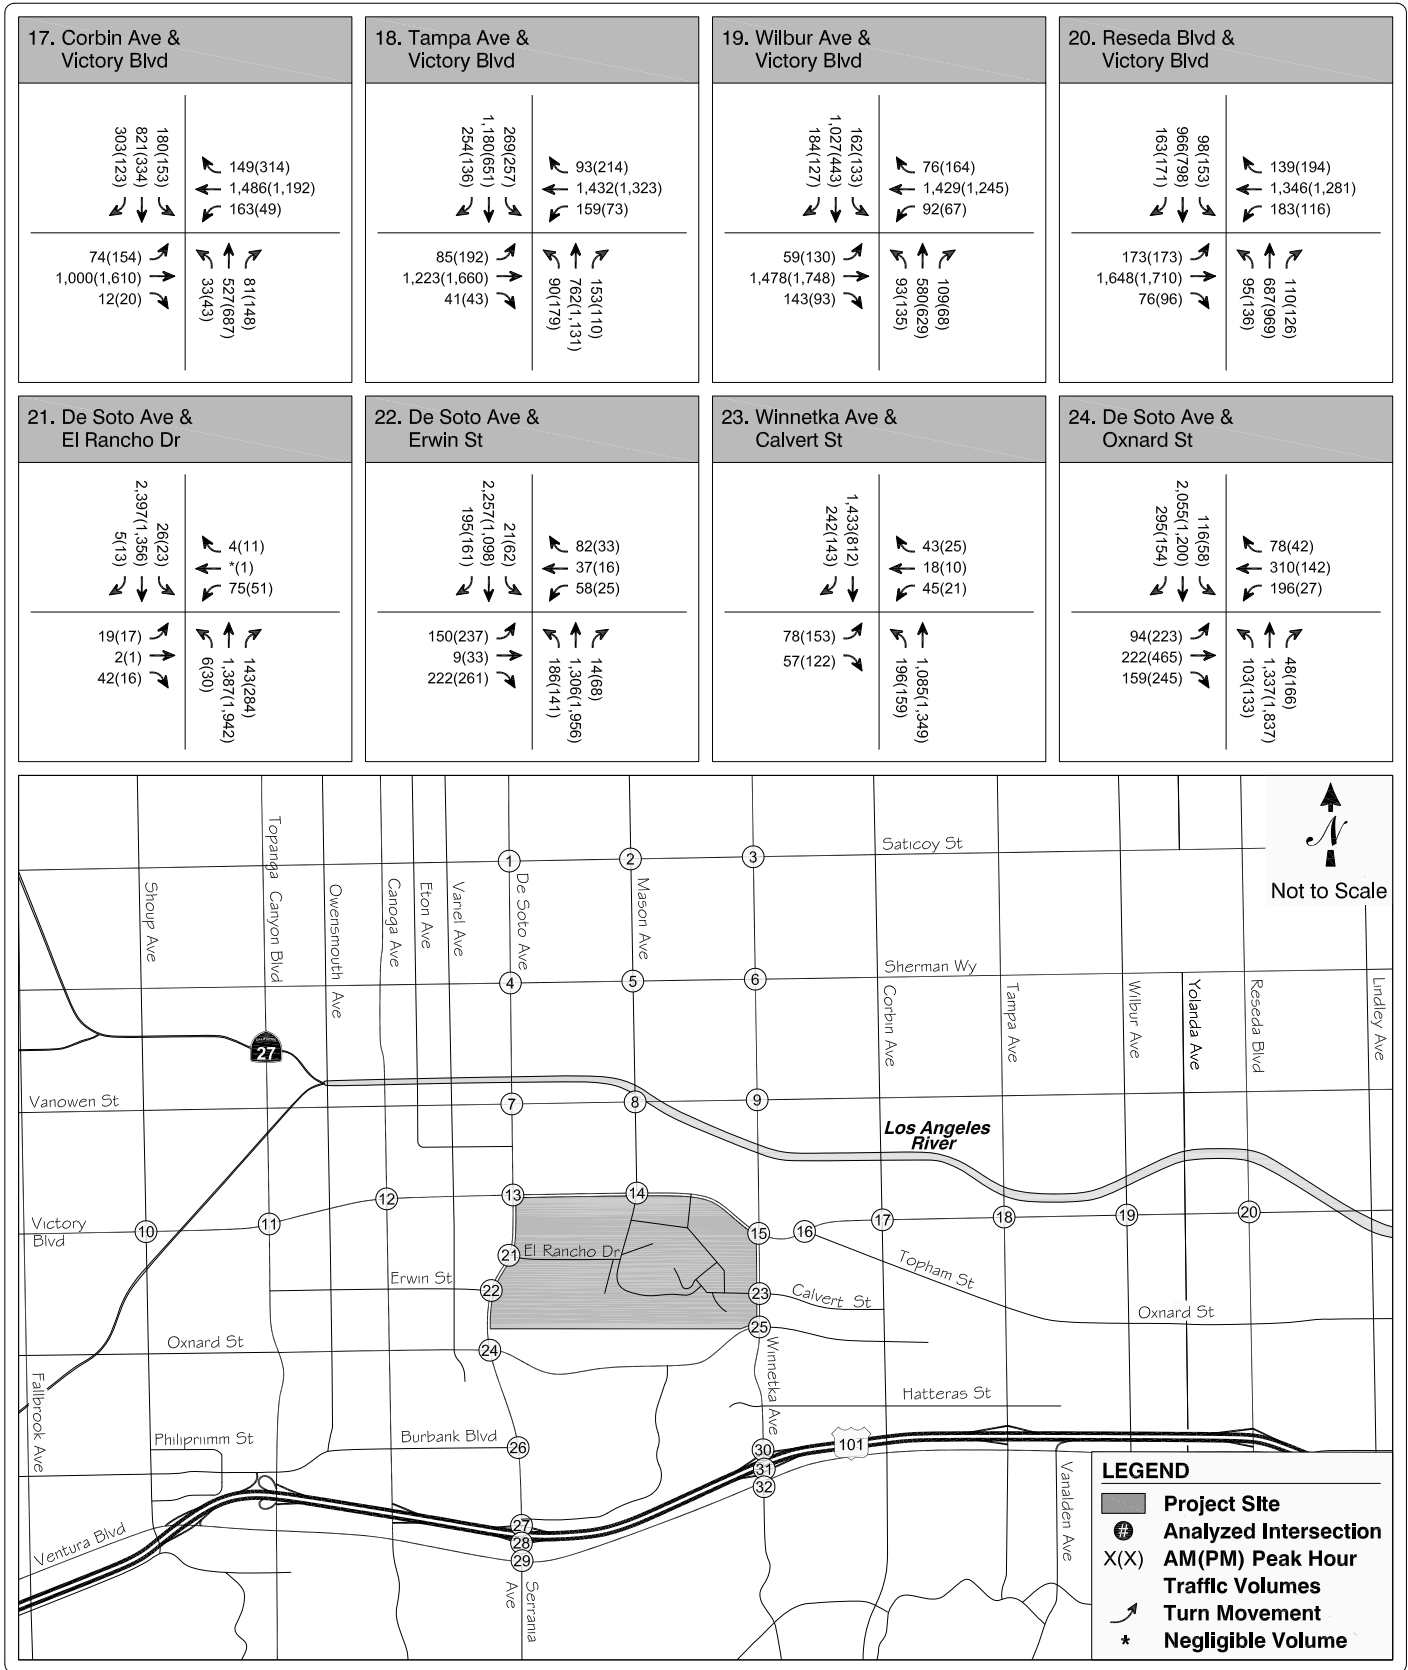 17. Corbin Ave &
Victory Blvd
303(123)
821(334)
180(153)
149(314)
1,486(1,192)
163(49)
74(154)
1,000(1,610)
12(20)
33(43)
527(687)
81(148)
18. Tampa Ave &
Victory Blvd
254(136)
1,180(651)
269(257)
93(214)
1,432(1,323)
159(73)
85(192)
1,223(1,660)
41(43)
90(179)
762(1,131)
153(110)
19. Wilbur Ave &
Victory Blvd
184(127)
1,027(443)
162(133)
76(164)
1,429(1,245)
92(67)
59(130)
1,478(1,748)
143(93)
93(135)
580(629)
109(68)
20. Reseda Blvd &
Victory Blvd
163(171)
966(798)
98(153)
139(194)
1,346(1,281)
183(116)
173(173)
1,648(1,710)
76(96)
95(136)
687(969)
110(126)
21. De Soto Ave &
El Rancho Dr
5(13)
2,397(1,356)
26(23)
4(11)
*(1)
75(51)
19(17)
2(1)
42(16)
6(30)
1,387(1,942)
143(284)
22. De Soto Ave &
Erwin St
195(161)
2,257(1,098)
21(62)
82(33)
37(16)
58(25)
150(237)
9(33)
222(261)
186(141)
1,306(1,956)
14(68)
23. Winnetka Ave &
Calvert St
242(143)
1,433(812)
43(25)
18(10)
45(21)
78(153)
57(122)
196(159)
1,085(1,349)
24. De Soto Ave &
Oxnard St
295(154)
2,055(1,200)
116(58)
78(42)
310(142)
196(27)
94(223)
222(465)
159(245)
103(133)
1,337(1,837)
48(166)
N
Not to Scale
Saticoy St
1
2
3
Shoup Ave
Topanga Canyon Blvd
Owensmouth Ave
Canoga Ave
Eton Ave
Variel Ave
De Soto Ave
Mason Ave
Sherman Wy
4
5
6
Corbin Ave
Tampa Ave
Wilbur Ave
Yolanda Ave
Reseda Blvd
Lindley Ave
27
Vanowen St
7
8
9
Los Angeles
River
Victory
Blvd
10
11
12
13
14
15
16
17
18
19
20
21
El Rancho Dr
Topham St
Erwin St
22
23
Calvert St
Oxnard St
25
Oxnard St
24
Winnetka Ave
Fallbrook Ave
Hatteras St
Philiprimm St
Burbank Blvd
26
30
101
31
32
Vanalden Ave
Ventura Blvd
27
28
29
Serrania
Ave
LEGEND
Project SIte
# Analyzed Intersection
X(X) AM(PM) Peak Hour
Traffic Volumes
Turn Movement
* Negligible Volume